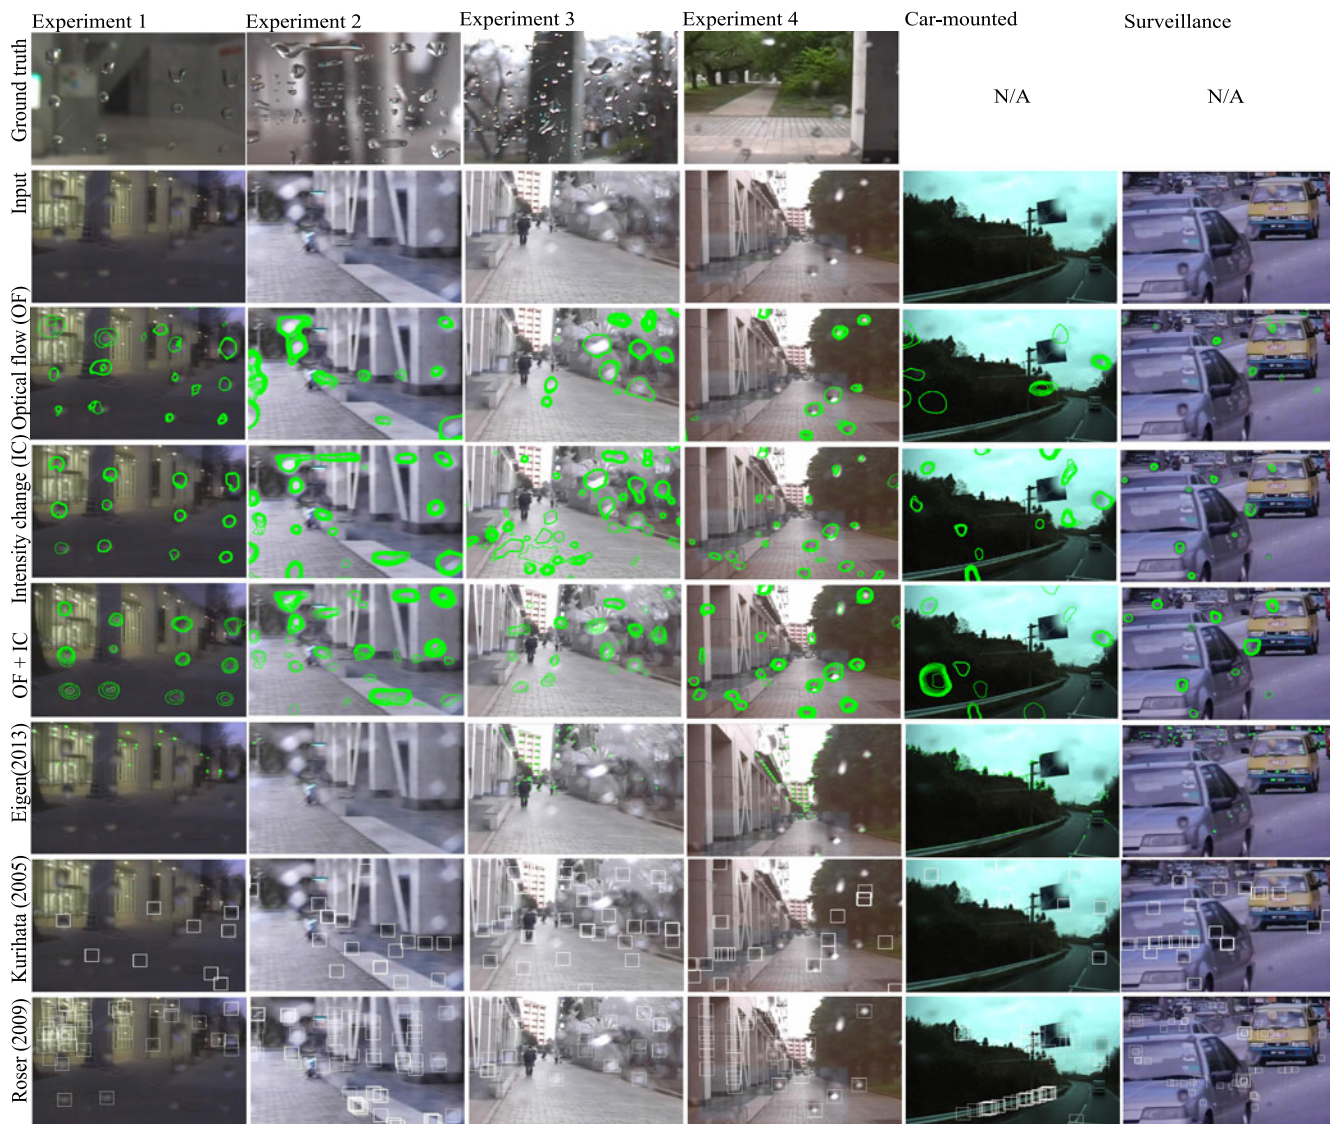 Experiment 1 Experiment 2 Experiment 3 Experiment 4 Car-mounted Surveillance
Ground truth
N/A N/A
Input
Optical flow (OF)
Intensity change (IC)
OF + IC
Eigen(2013)
Kurihata (2005)
Roser (2009)